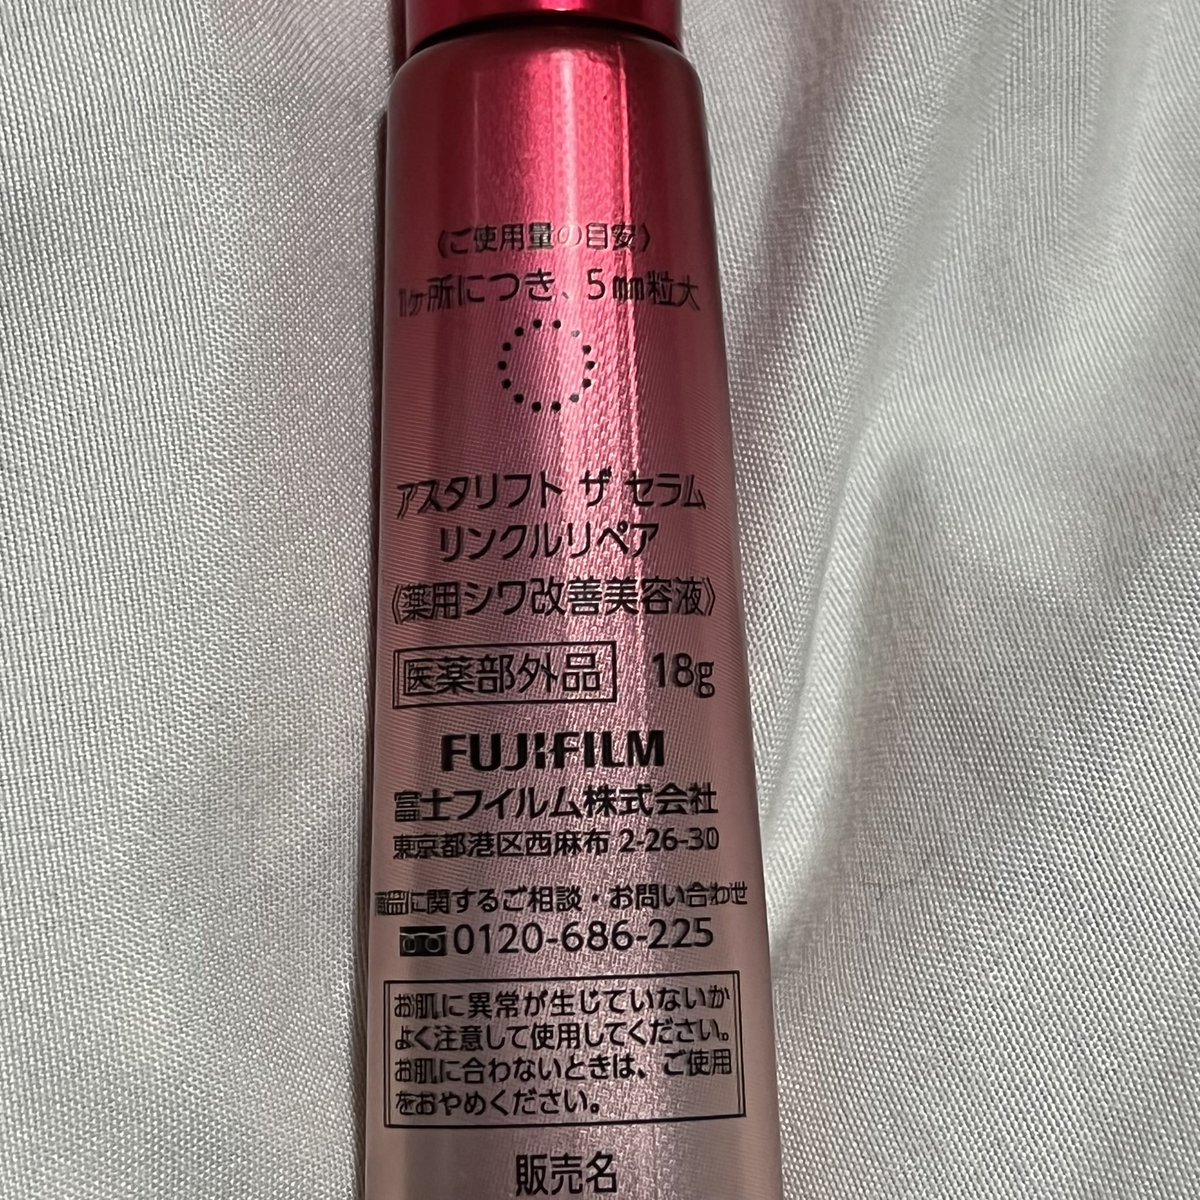 〈ご使用量の目安〉
1ヶ所につき、5mm粒大
アスタリフト ザ セラム
リンクルリペア
《薬用シワ改善美容液》
医薬部外品 18g
FUJIFILM
富士フイルム株式会社
東京都港区西麻布 2-26-30
商品に関するご相談・お問い合わせ
0120-686-225
お肌に異常が生じていないか
よく注意して使用してください。
お肌に合わないときは、ご使用
をおやめください。
販売名